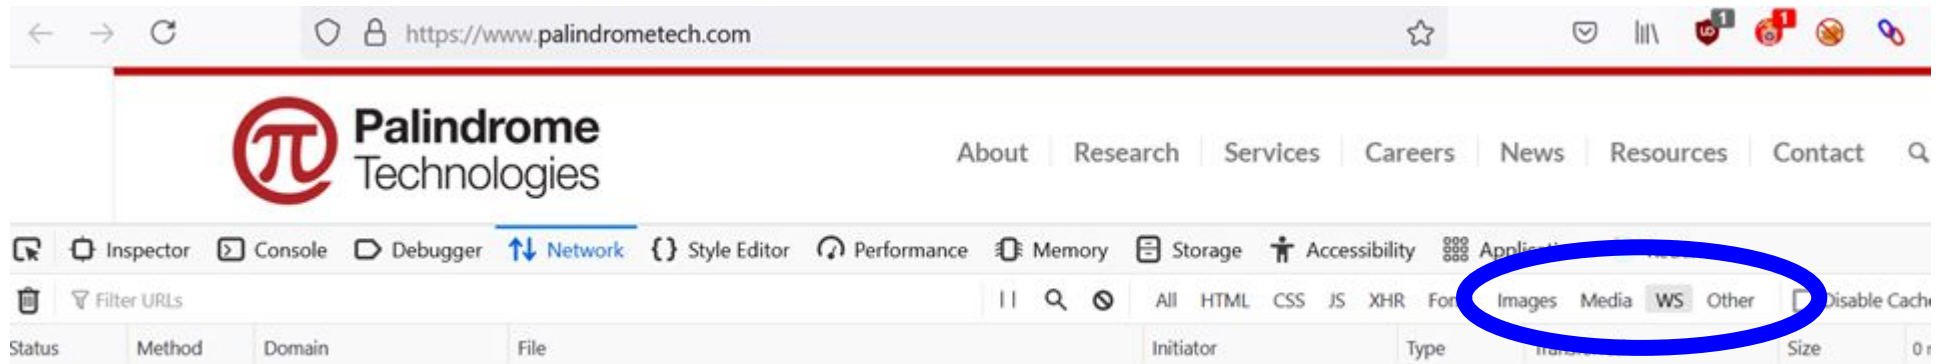 https://www.palindrometech.com 1 1
Palindrome
Technologies
About Research Services Careers News Resources Contact
Inspector Console Debugger Network Style Editor Performance Memory Storage Accessibility
Filter URLs All HTML CSS JS XHR Images Media WS Other Disable
Status Method Domain File Initiator Type Size